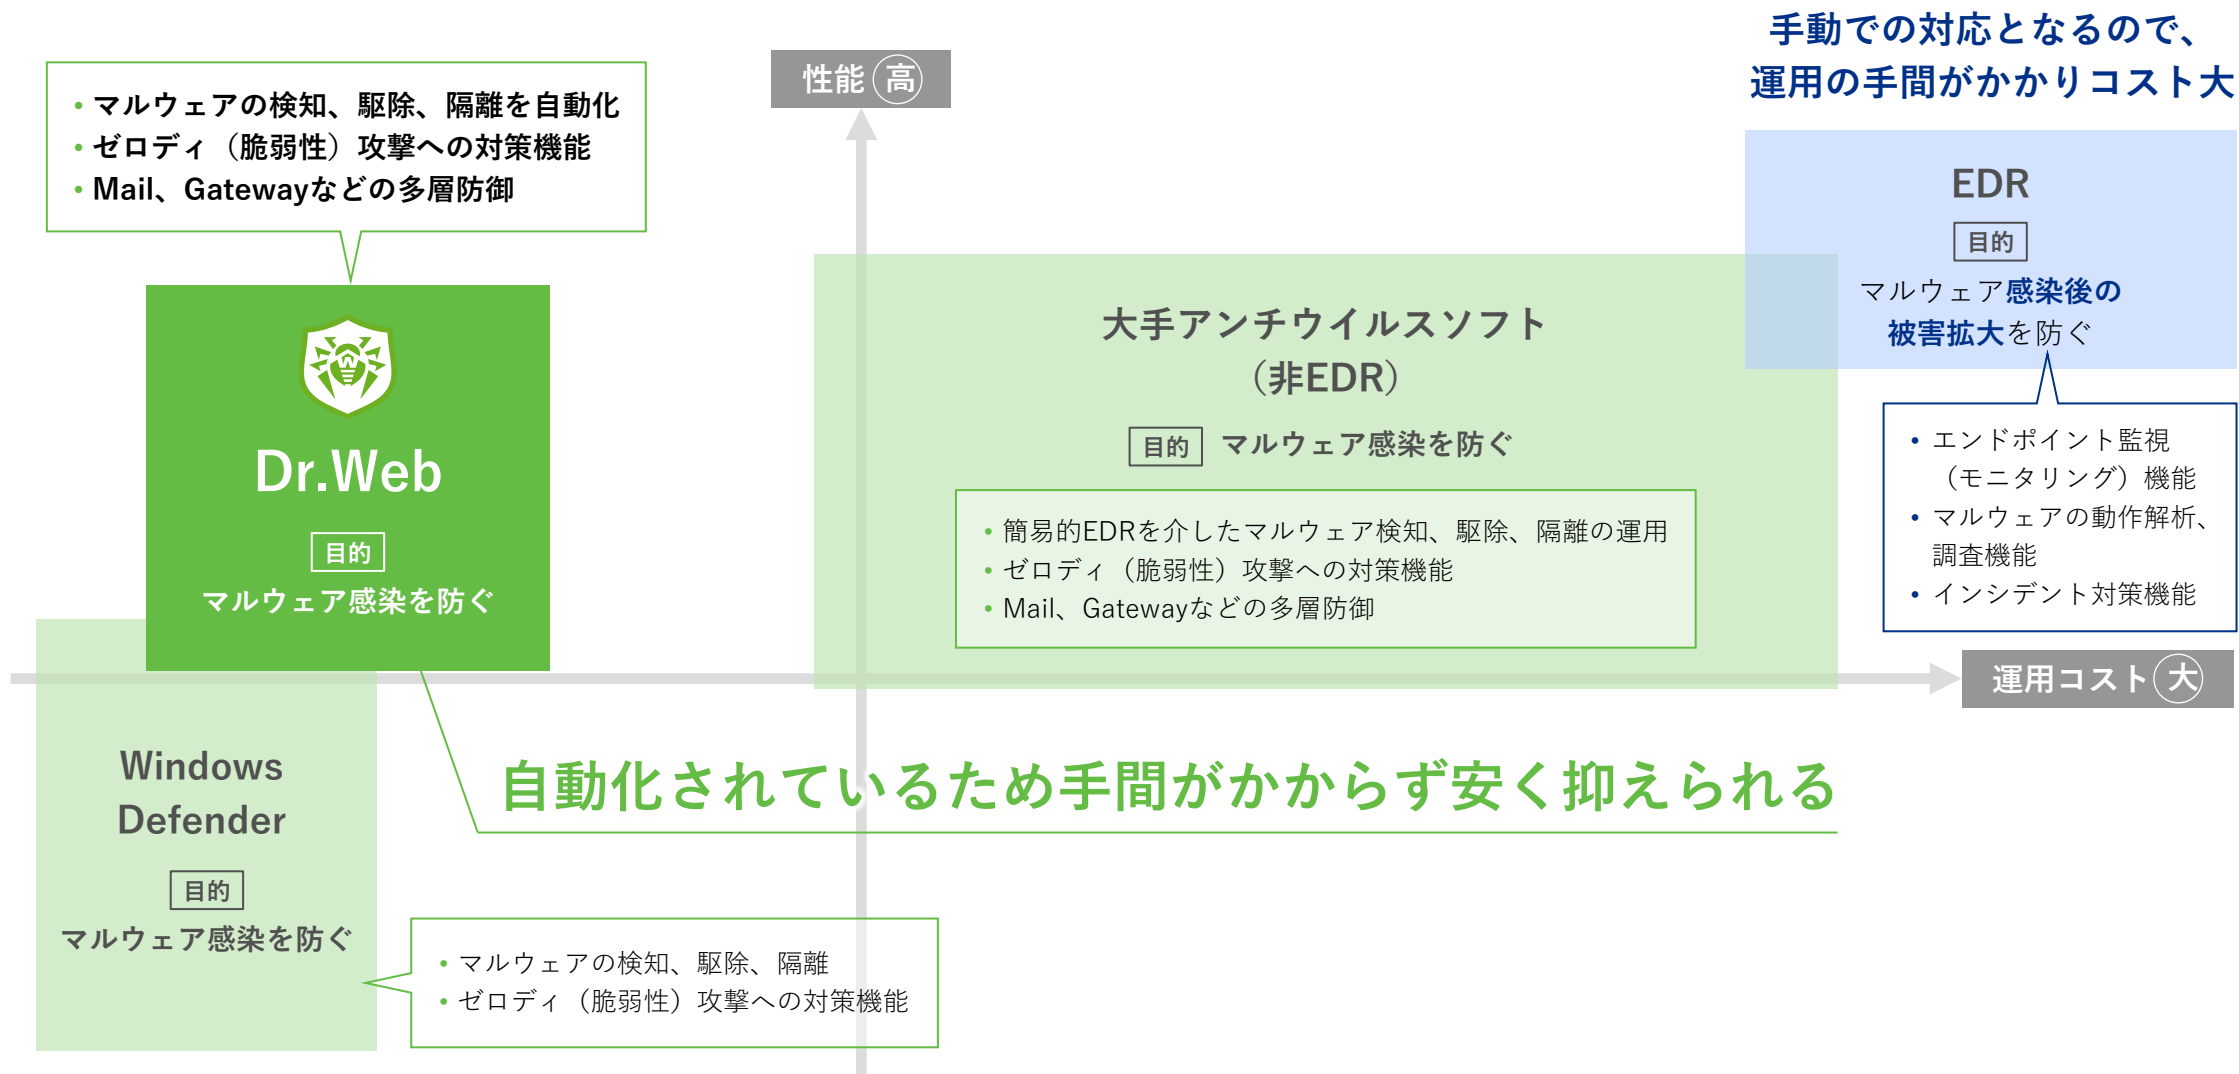 手動での対応となるので、
運用の手間がかかりコスト大
性能 高
• マルウェアの検知、駆除、隔離を自動化
• ゼロディ（脆弱性）攻撃への対策機能
• Mail、Gatewayなどの多層防御
EDR
目的
マルウェア感染後の
被害拡大を防ぐ
• エンドポイント監視
（モニタリング）機能
• マルウェアの動作解析、
調査機能
• インシデント対策機能
大手アンチウイルスソフト
（非EDR）
目的 マルウェア感染を防ぐ
• 簡易的EDRを介したマルウェア検知、駆除、隔離の運用
• ゼロディ（脆弱性）攻撃への対策機能
• Mail、Gatewayなどの多層防御
Dr.Web
目的
マルウェア感染を防ぐ
運用コスト 大
自動化されているため手間がかからず安く抑えられる
Windows
Defender
目的
マルウェア感染を防ぐ
• マルウェアの検知、駆除、隔離
• ゼロディ（脆弱性）攻撃への対策機能